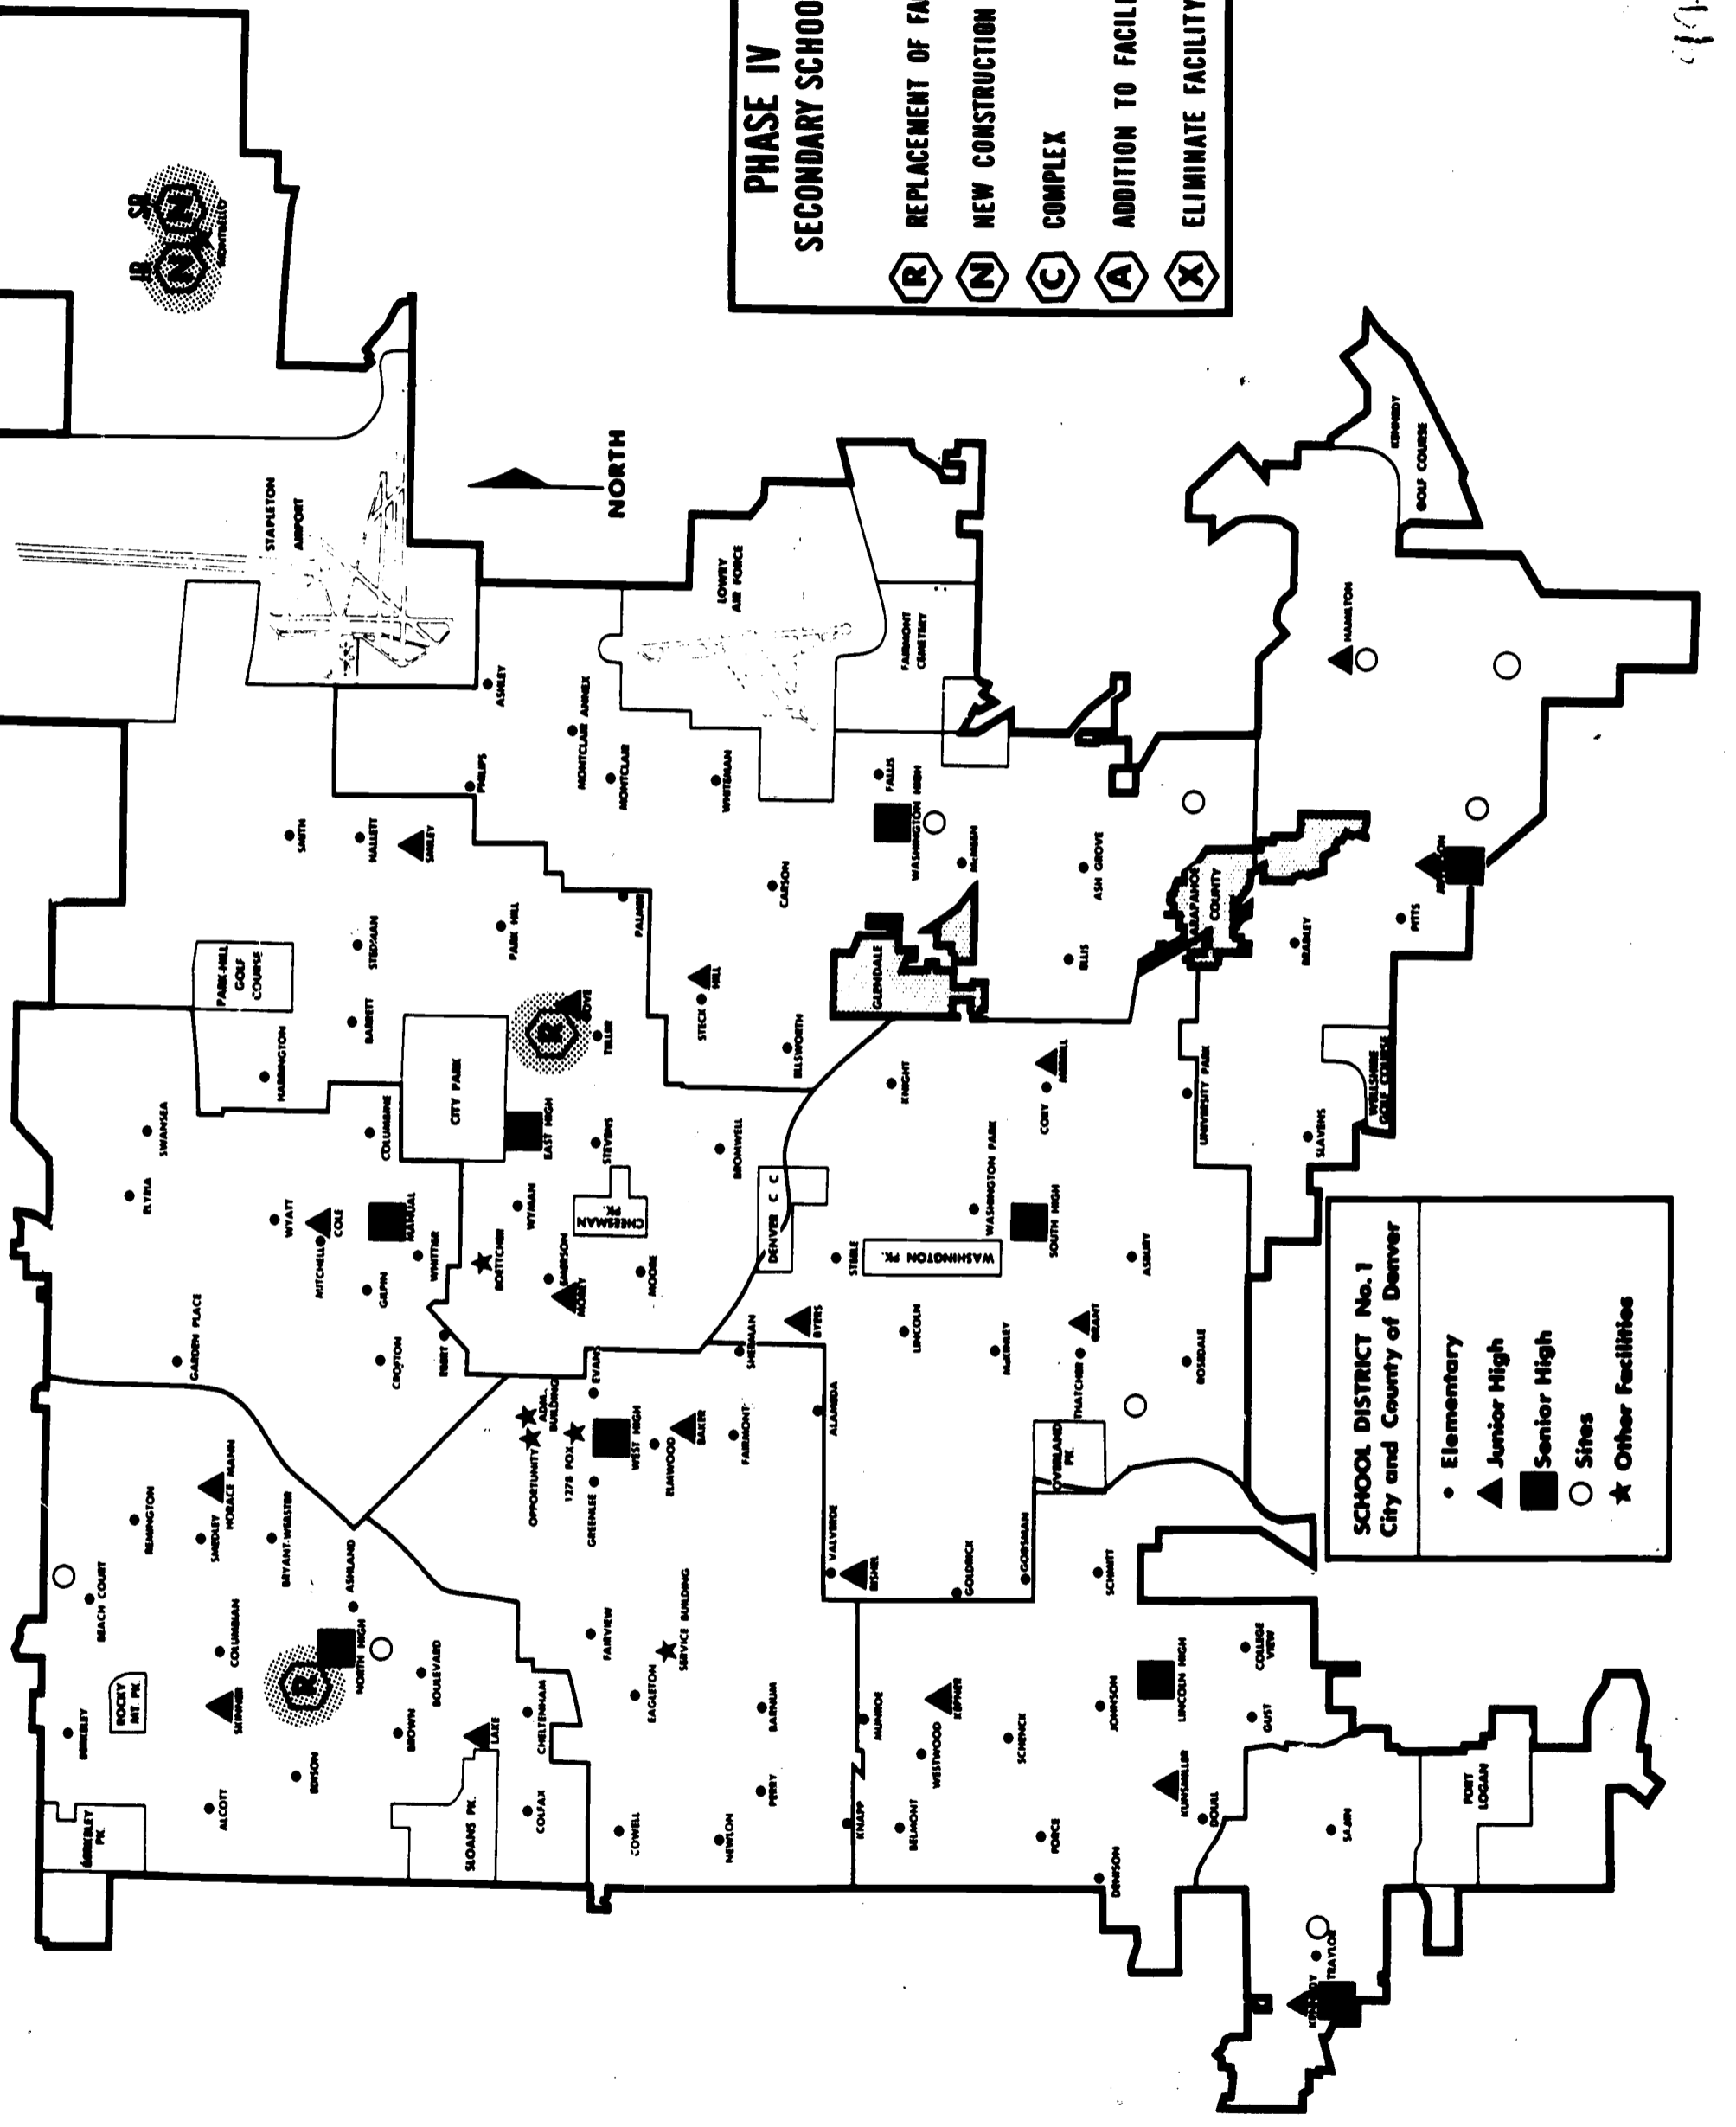 PHASE IV
SECONDARY SCHOO
R REPLACEMENT OF FA
N NEW CONSTRUCTION
C COMPLEX
A ADDITION TO FACILI
X ELIMINATE FACILITY
JR
SR
N
N
STAPLETON
AIRPORT
NORTH
LOWRY
AIR FORCE
FAIRMONT
CEMETERY
KENNEDY
GOLF COURSE
HAMILTON
ASHLEY
MONTCLAIR ANNEX
MONTCLAIR
PHILIPS
WHITEMAN
FALLIS
WASHINGTON HIGH
McMEEN
SMITH
HALLETT
SMILEY
STEDMAN
PARK HILL
PALMER
CARSON
ASH GROVE
ELLIS
ARAPAHOE
COUNTY
BRADLEY
PITTS
PARK-HILL
GOLF
COURSE
BARRETT
HARRINGTON
CITY PARK
R
GOVE
TELLER
STECK
HILL
ELLSWORTH
GLENDALE
KNIGHT
CORY
MERRILL
UNIVERSITY PARK
WELLSHIRE
GOLF COURSE
SLAVENS
SWANSEA
ELYRIA
COLUMBINE
EAST HIGH
STEVENS
BROMWELL
WYATT
MITCHELL
COLE
MANUAL
WHITTIER
WYMAN
CHEESMAN
PK.
DENVER C C
WASHINGTON PARK
WASHINGTON PK.
SOUTH HIGH
GILPIN
BOETTCHER
EMERSON
MOREY
MOORE
STEELE
ASBURY
GARDEN PLACE
CROFTON
EBERT
EVANS
SHERMAN
BYERS
LINCOLN
McKINLEY
THATCHER
GRANT
ROSEDALE
ADM.
BUILDING
OPPORTUNITY
1278 FOX
WEST HIGH
GREENLEE
ELMWOOD
BAKER
FAIRMONT
ALAMEDA
OVERLAND
PK.
REMINGTON
SMEDLEY
HORACE MANN
BRYANT-WEBSTER
ASHLAND
VALVERDE
RISHEL
GOLDRICK
GODSMAN
SCHMITT
BEACH COURT
COLUMBIAN
R
NORTH HIGH
BOULEVARD
FAIRVIEW
SERVICE BUILDING
EAGLETON
BARNUM
MUNROE
WESTWOOD
KEPNER
SCHENCK
JOHNSON
LINCOLN HIGH
COLLEGE
VIEW
GUST
BERKELEY
ROCKY
MT. PK.
SKINNER
BROWN
LAKE
CHELTENHAM
EDISON
ALCOTT
BERKELEY
PK.
SLOANS PK.
COLFAX
COWELL
NEWLON
PERRY
KNAPP
BELMONT
FORCE
KUNSMILLER
DOULL
DENISON
SABIN
FORT
LOGAN
TRAYLOR
SCHOOL DISTRICT No. 1
City and County of Denver
Elementary
Junior High
Senior High
Sites
Other Facilities